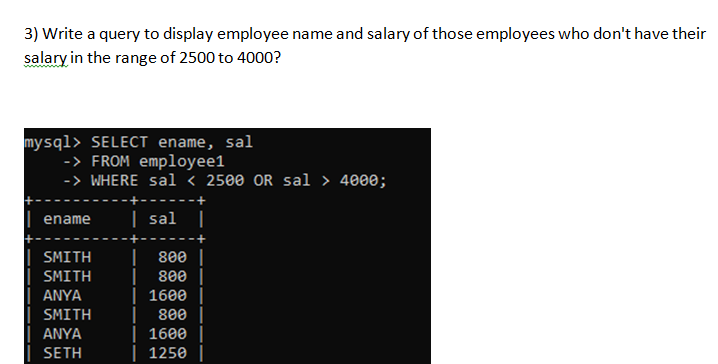 3) Write a query to display employee name and salary of those employees who don't have their
salary in the range of 2500 to 4000?
mysql> SELECT ename, sal
    -> FROM employee1
    -> WHERE sal < 2500 OR sal > 4000;
+----------+------+
| ename    | sal  |
+----------+------+
| SMITH    |  800 |
| SMITH    |  800 |
| ANYA     | 1600 |
| SMITH    |  800 |
| ANYA     | 1600 |
| SETH     | 1250 |